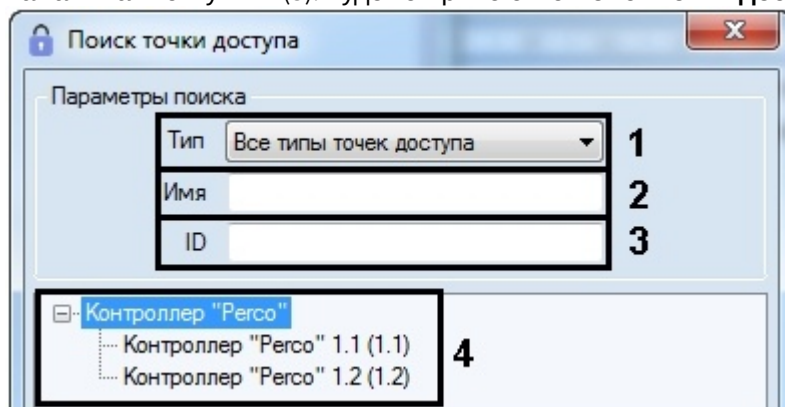 Поиск точки доступа
Параметры поиска
Тип Все типы точек доступа 1
Имя 2
ID 3
Контроллер "Perco"
Контроллер "Perco" 1.1 (1.1)
Контроллер "Perco" 1.2 (1.2)
4